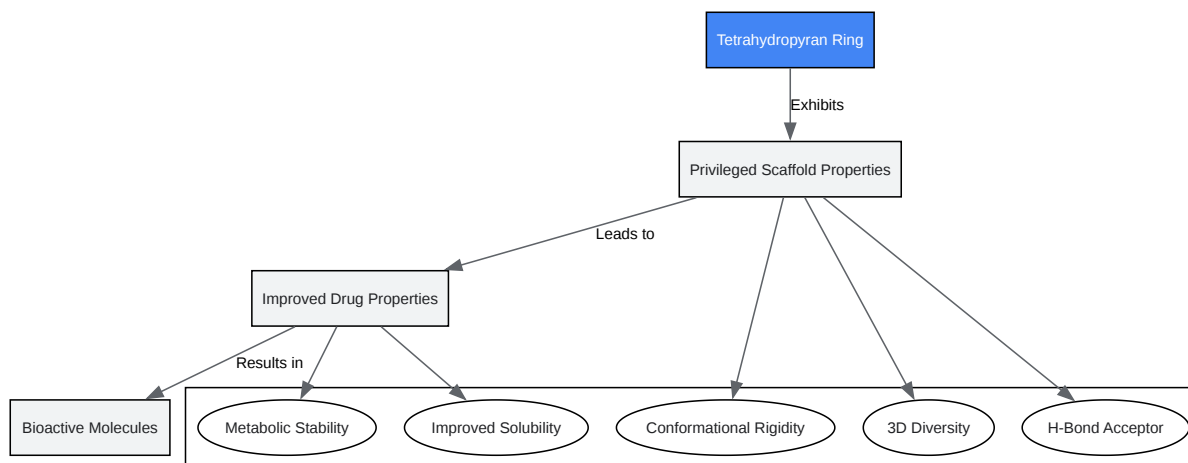 Tetrahydropyran Ring
Exhibits
Privileged Scaffold Properties
Leads to
Improved Drug Properties
Results in
Bioactive Molecules
Metabolic Stability
Improved Solubility
Conformational Rigidity
3D Diversity
H-Bond Acceptor